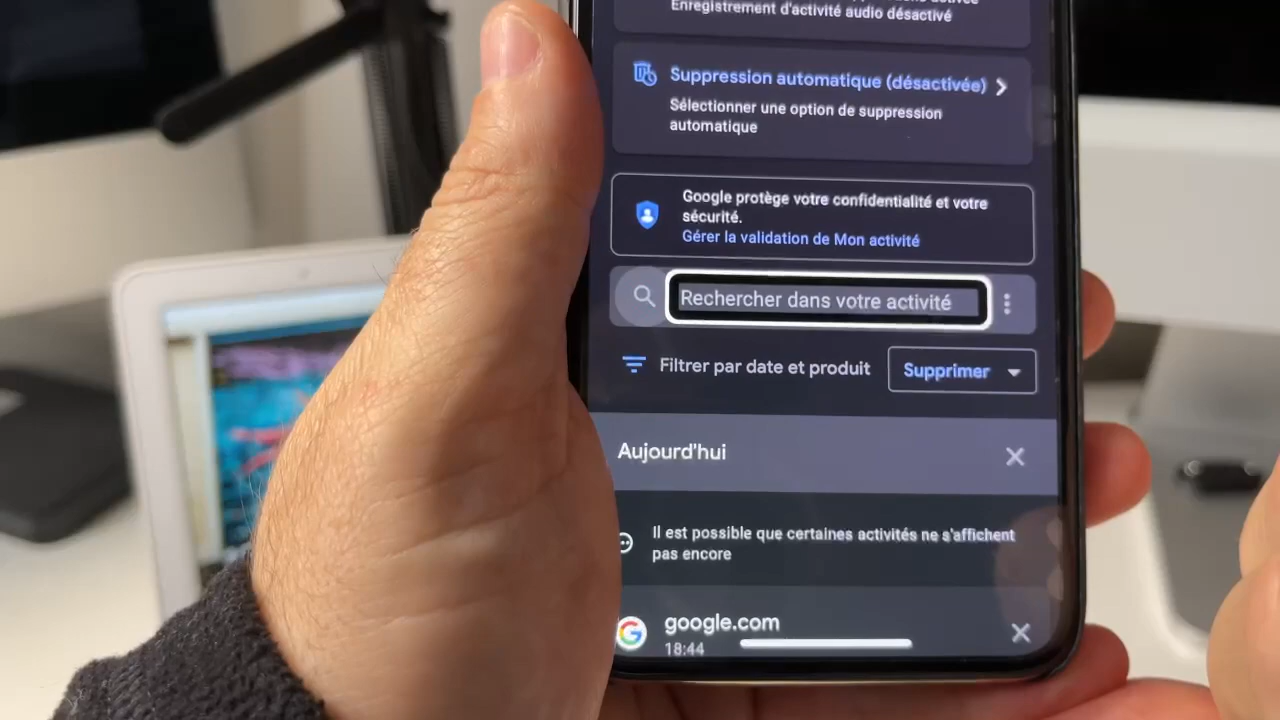 Enregistrement d'activité audio désactivé
Suppression automatique (désactivée)
Sélectionner une option de suppression
automatique
Google protège votre confidentialité et votre
sécurité.
Gérer la validation de Mon activité
Rechercher dans votre activité
Filtrer par date et produit
Supprimer
Aujourd'hui
Il est possible que certaines activités ne s'affichent
pas encore
google.com
18:44